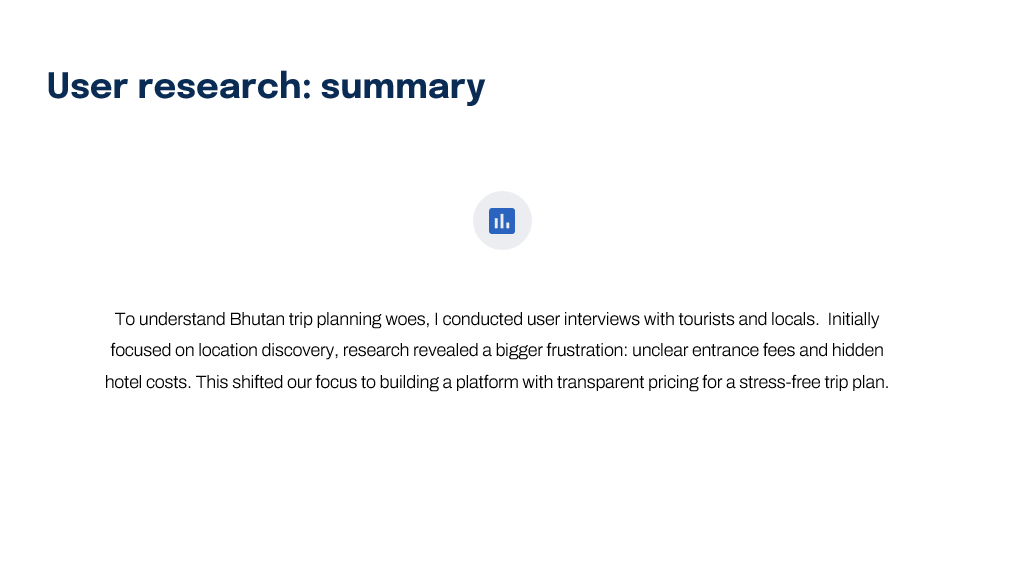 User research: summary
To understand Bhutan trip planning woes, I conducted user interviews with tourists and locals.  Initially
focused on location discovery, research revealed a bigger frustration: unclear entrance fees and hidden
hotel costs. This shifted our focus to building a platform with transparent pricing for a stress-free trip plan.